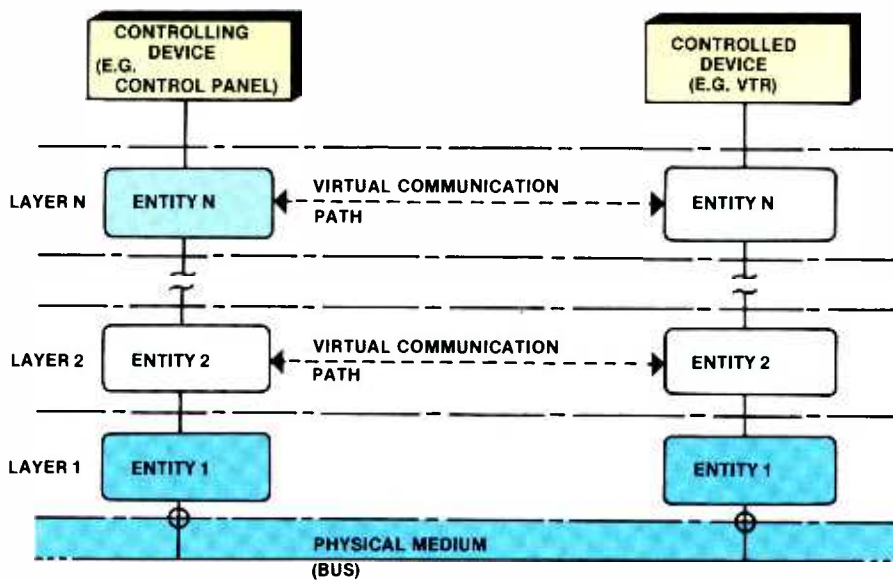 CONTROLLING
DEVICE
(E.G.
CONTROL PANEL)
CONTROLLED
DEVICE
(E.G. VTR)
LAYER N
ENTITY N
VIRTUAL COMMUNICATION
PATH
ENTITY N
LAYER 2
ENTITY 2
VIRTUAL COMMUNICATION
PATH
ENTITY 2
LAYER 1
ENTITY 1
ENTITY 1
PHYSICAL MEDIUM
(BUS)